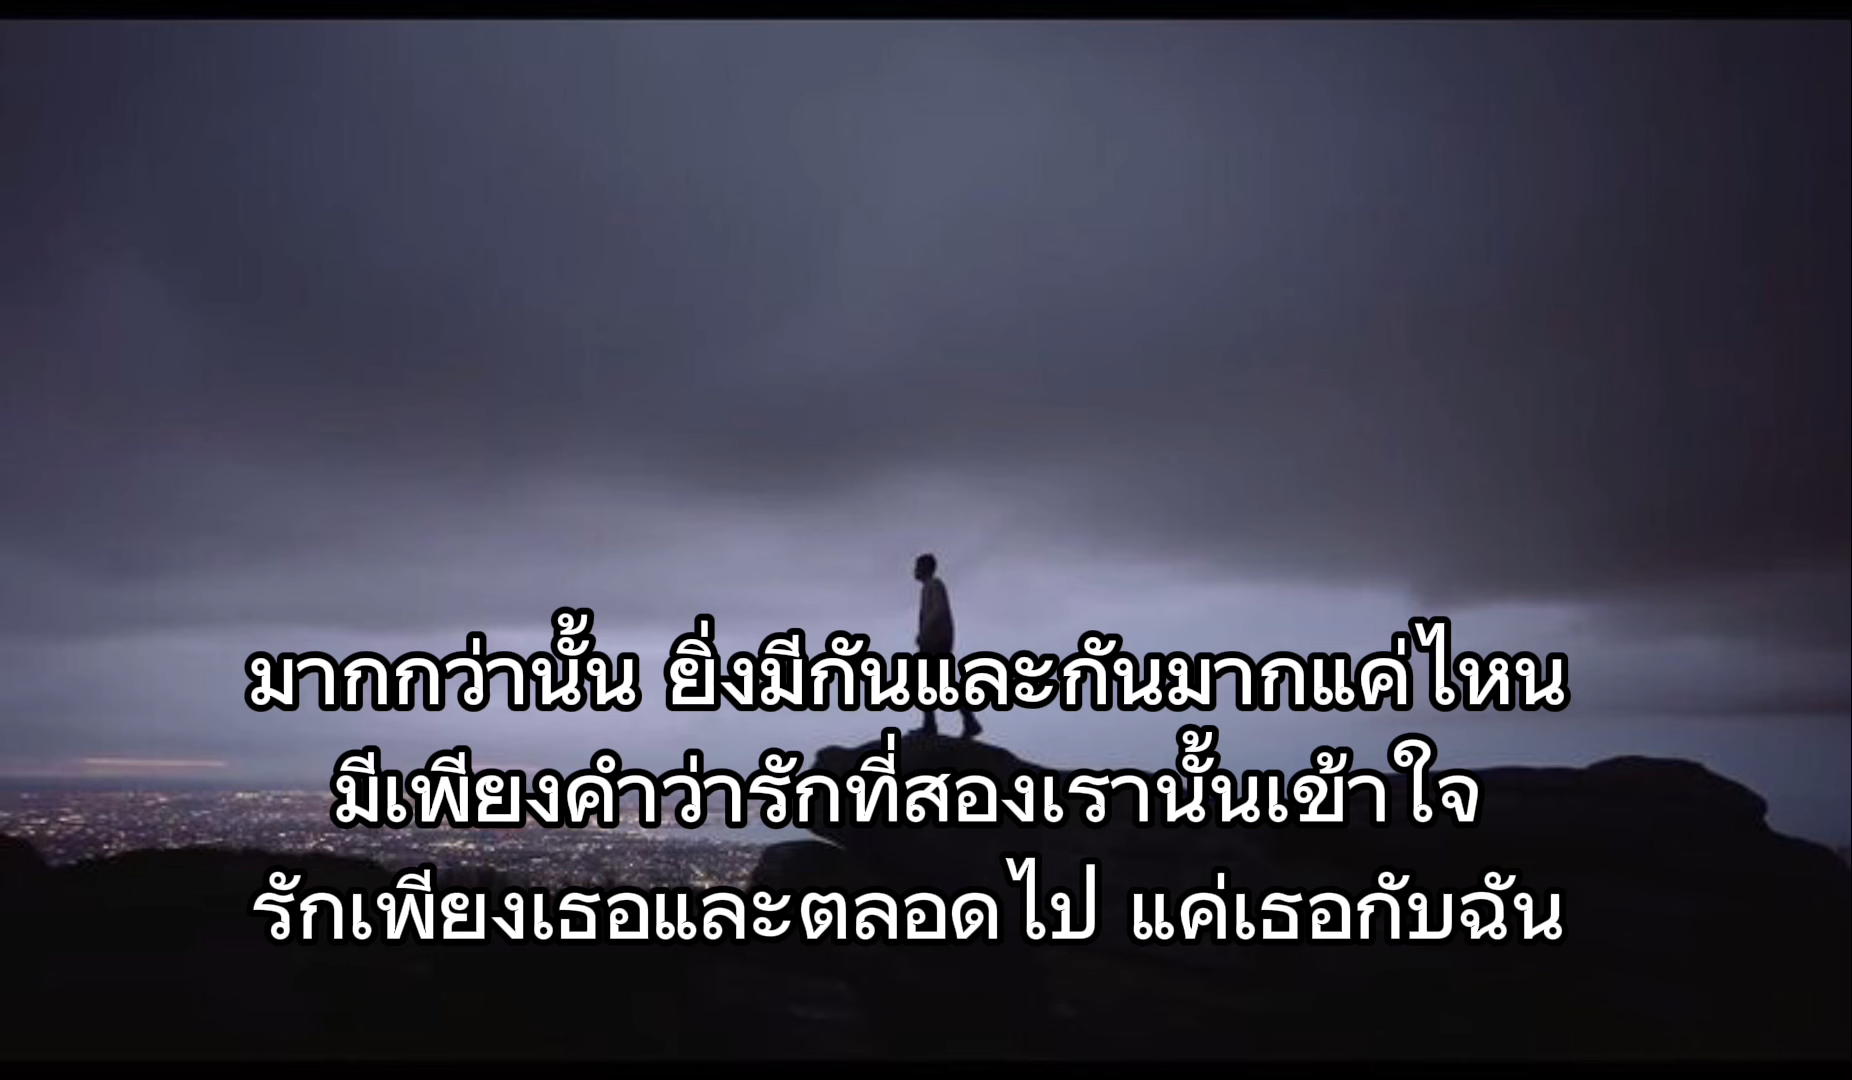 มากกว่านั้น ยิ่งมีกันและกันมากแค่ไหน
มีเพียงคำว่ารักที่สองเรานั้นเข้าใจ
รักเพียงเธอและตลอดไป แค่เธอกับฉัน